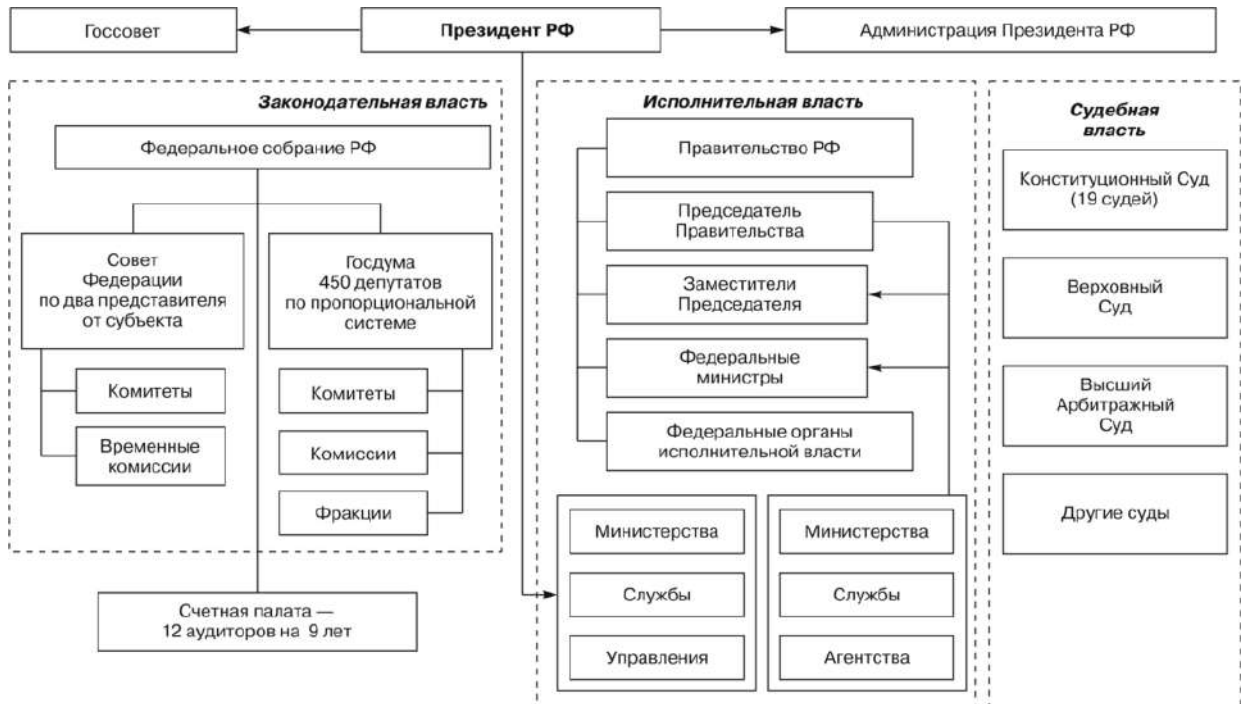 Госсовет
Президент РФ
Администрация Президента РФ
Законодательная власть
Федеральное собрание РФ
Совет
Федерации
по два представителя
от субъекта
Комитеты
Временные
комиссии
Госдума
450 депутатов
по пропорциональной
системе
Комитеты
Комиссии
Фракции
Счетная палата —
12 аудиторов на 9 лет
Исполнительная власть
Правительство РФ
Председатель
Правительства
Заместители
Председателя
Федеральные
министры
Федеральные органы
исполнительной власти
Министерства
Службы
Управления
Министерства
Службы
Агентства
Судебная
власть
Конституционный Суд
(19 судей)
Верховный
Суд
Высший
Арбитражный
Суд
Другие суды